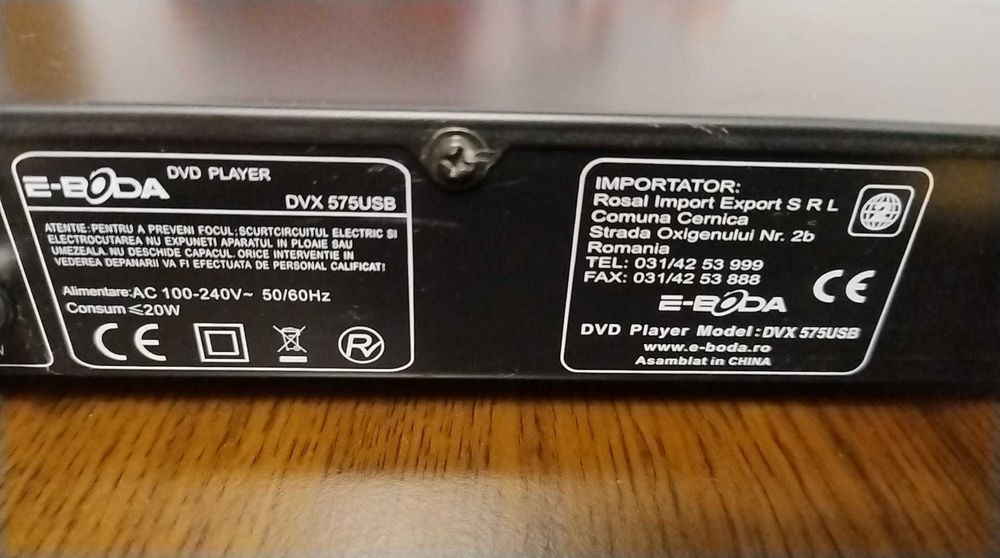 E-BODA DVD PLAYER
DVX 575USB
ATENTIE:PENTRU A PREVENI FOCUL;SCURTCIRCUITUL ELECTRIC SI
ELECTROCUTAREA NU EXPUNETI APARATUL IN PLOAIE SAU
UMEZEALA. NU DESCHIDE CAPACUL. ORICE INTERVENTIE IN
VEDEREA DEPANARII VA FI EFECTUATA DE PERSONAL CALIFICAT!
Alimentare:AC 100-240V~ 50/60Hz
Consum ≤20W
CE
RV
IMPORTATOR:
Rosal Import Export S R L
Comuna Cernica
Strada Oxigenului Nr. 2b
Romania
TEL: 031/42 53 999
FAX: 031/42 53 888
CE
E-BODA
DVD Player Model:DVX 575USB
www.e-boda.ro
Asamblat in CHINA